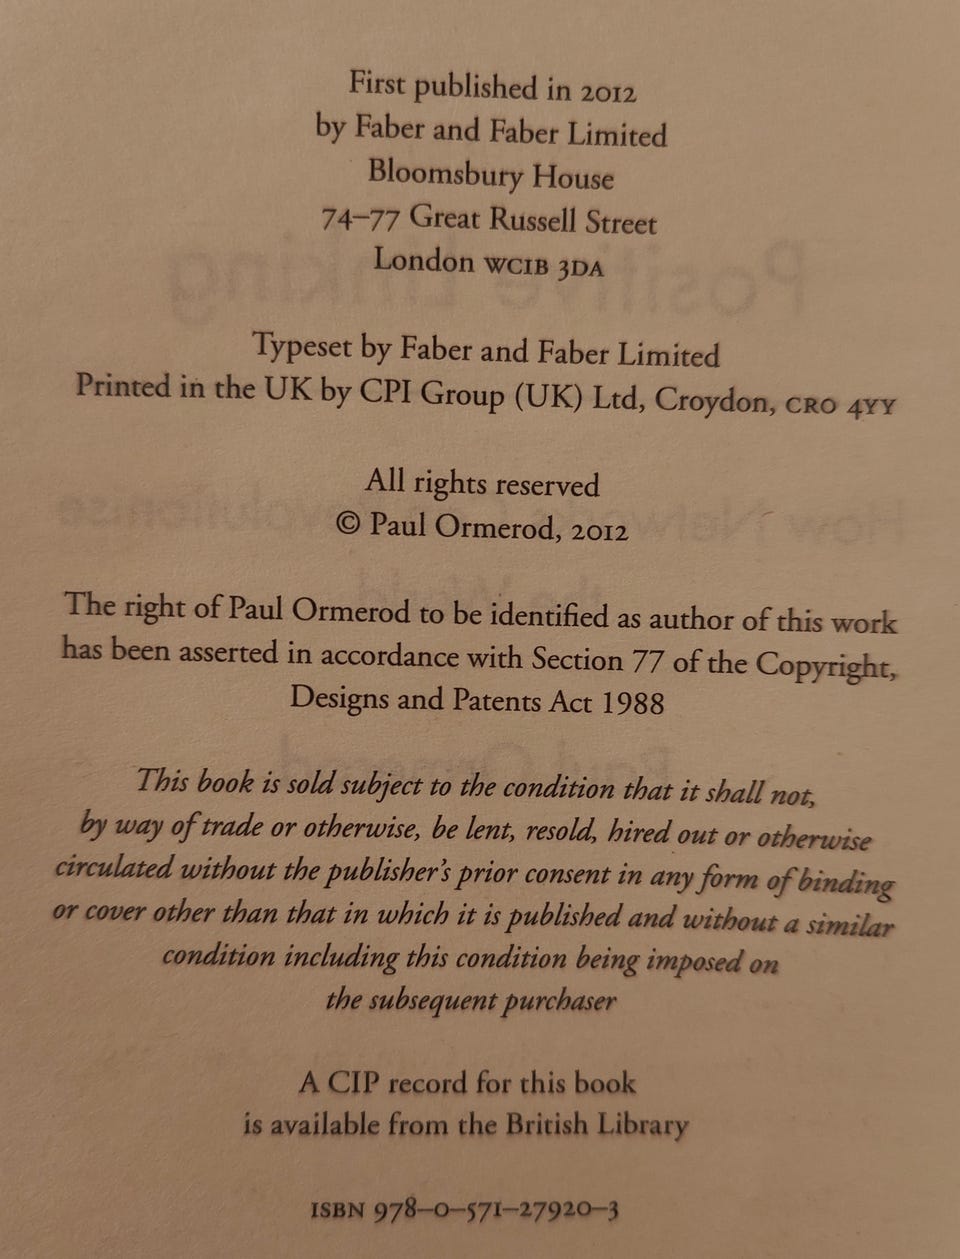 First published in 2012
by Faber and Faber Limited
Bloomsbury House
74–77 Great Russell Street
London WC1B 3DA
Typeset by Faber and Faber Limited
Printed in the UK by CPI Group (UK) Ltd, Croydon, CR0 4YY
All rights reserved
© Paul Ormerod, 2012
The right of Paul Ormerod to be identified as author of this work
has been asserted in accordance with Section 77 of the Copyright,
Designs and Patents Act 1988
This book is sold subject to the condition that it shall not,
by way of trade or otherwise, be lent, resold, hired out or otherwise
circulated without the publisher's prior consent in any form of binding
or cover other than that in which it is published and without a similar
condition including this condition being imposed on
the subsequent purchaser
A CIP record for this book
is available from the British Library
ISBN 978–0–571–27920–3